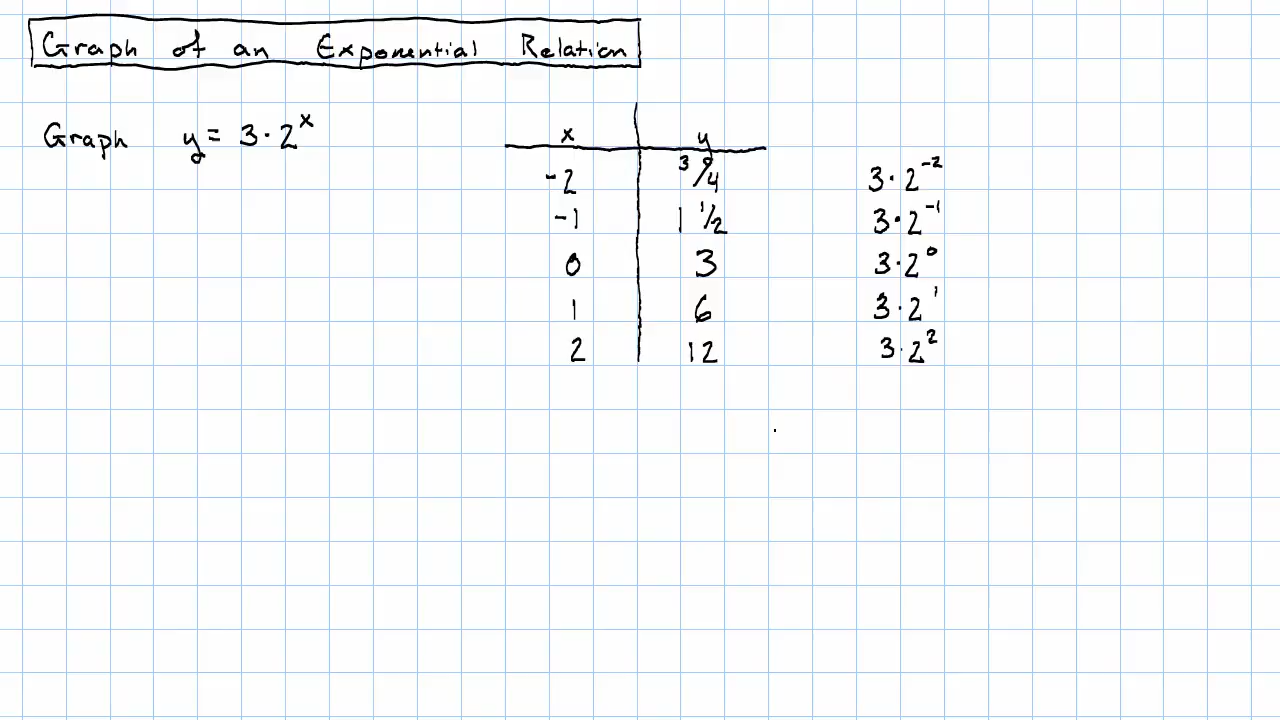 Graph of an Exponential Relation
Graph y = 3 · 2^x
x y
-2 3/4 3 · 2^-2
-1 1 1/2 3 · 2^-1
0 3 3 · 2^0
1 6 3 · 2^1
2 12 3 · 2^2